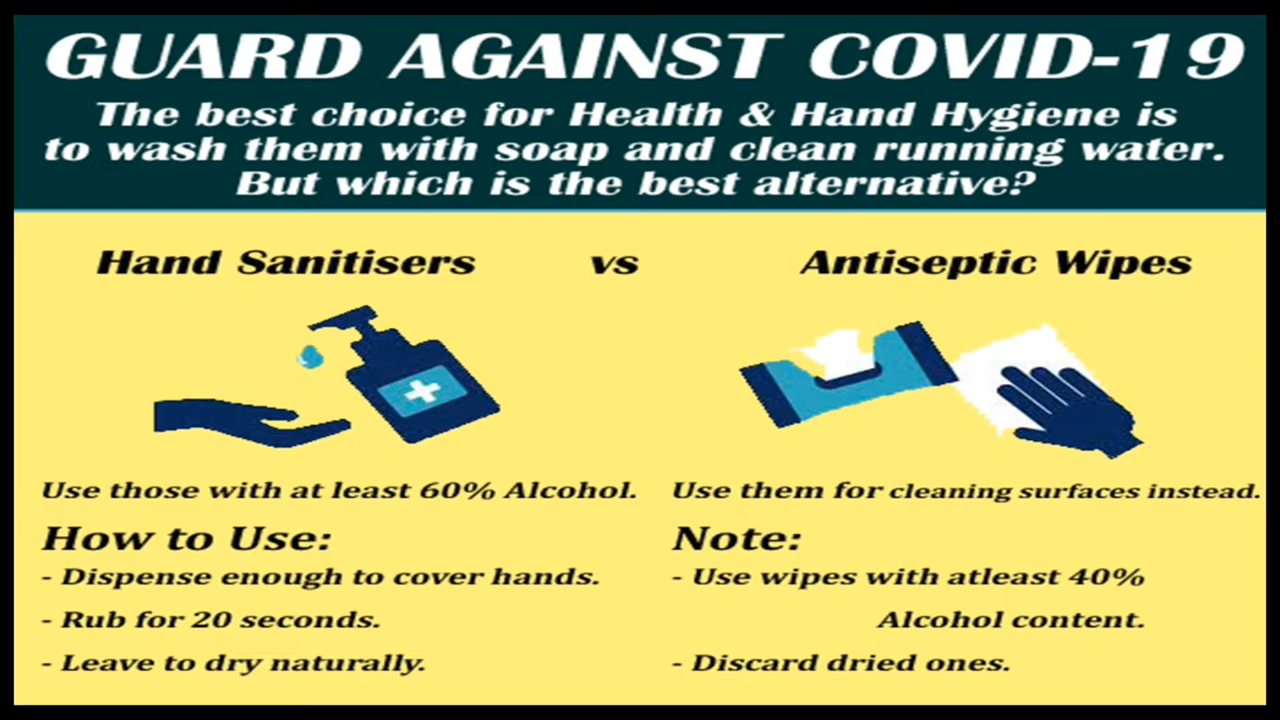 GUARD AGAINST COVID-19
The best choice for Health & Hand Hygiene is
to wash them with soap and clean running water.
But which is the best alternative?
Hand Sanitisers vs Antiseptic Wipes
Use those with at least 60% Alcohol.
How to Use:
- Dispense enough to cover hands.
- Rub for 20 seconds.
- Leave to dry naturally.
Use them for cleaning surfaces instead.
Note:
- Use wipes with atleast 40%
Alcohol content.
- Discard dried ones.